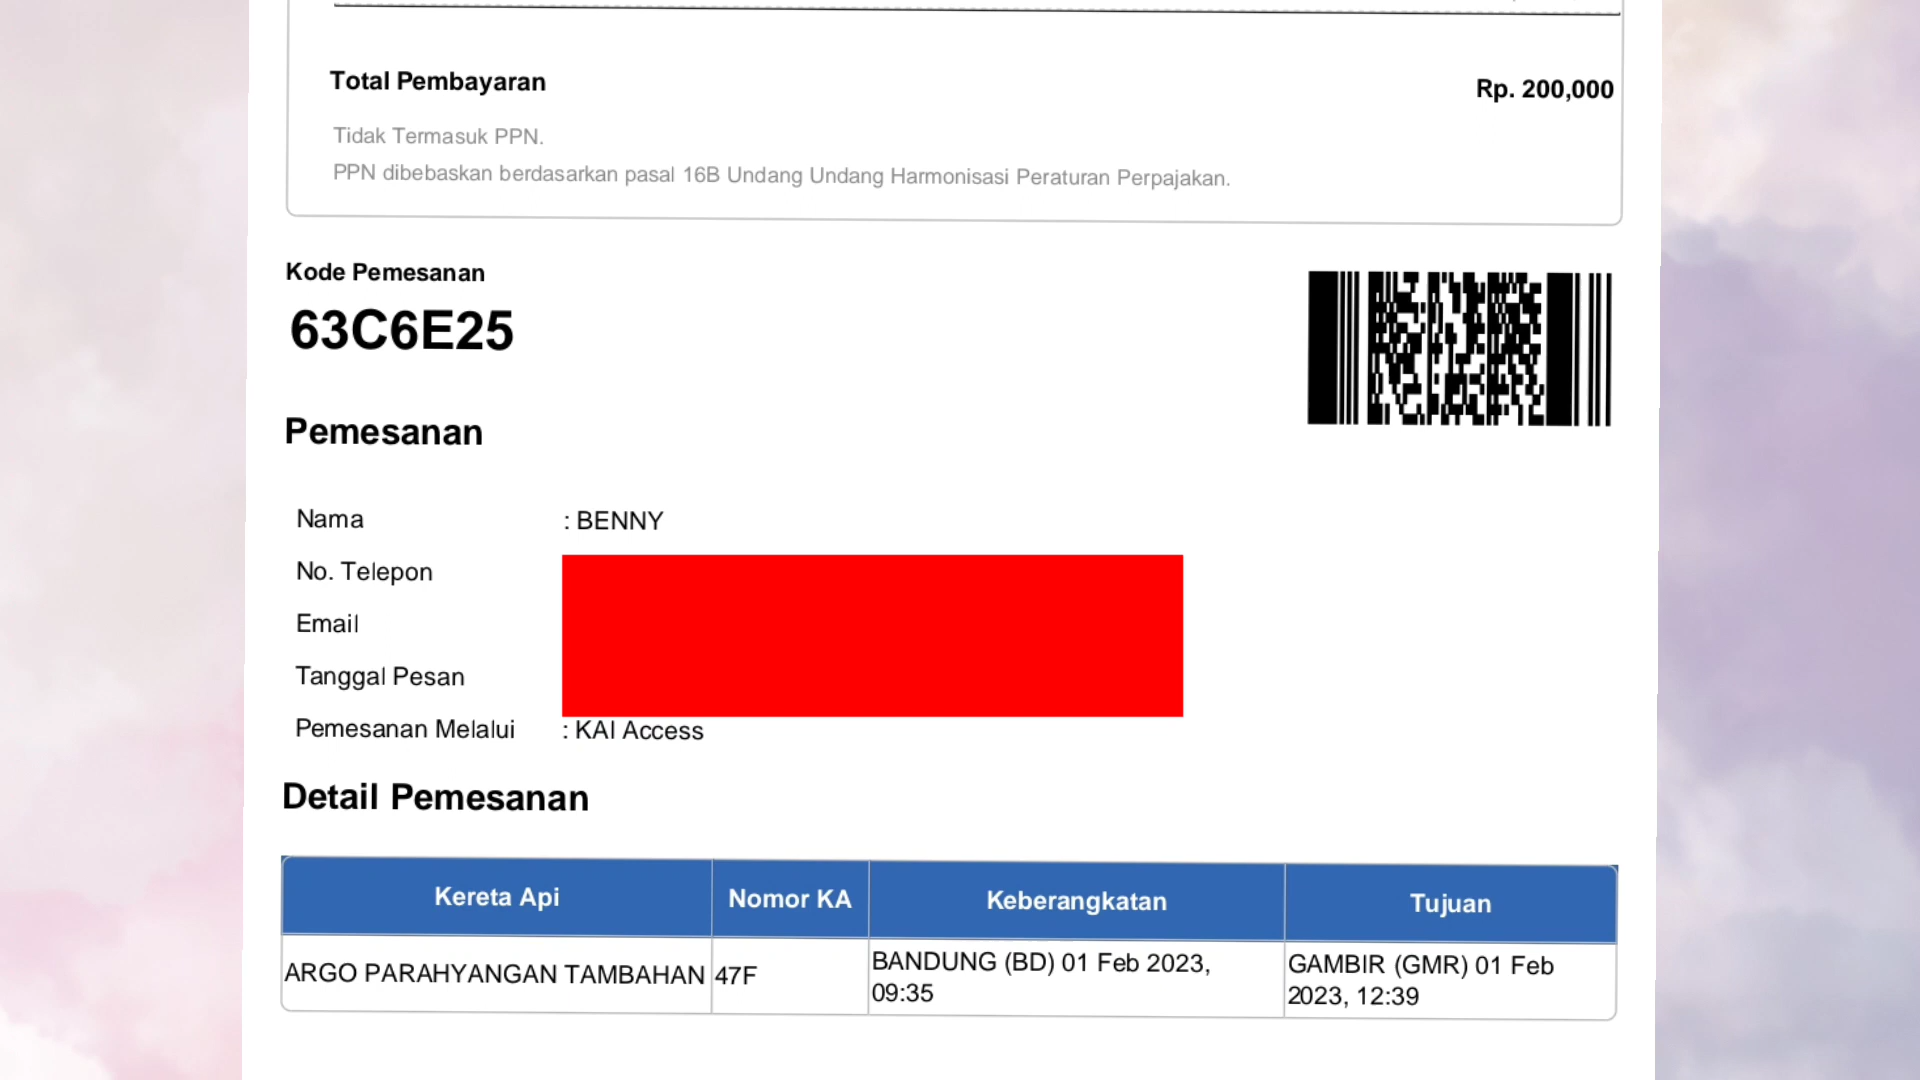 Total Pembayaran
Rp. 200,000
Tidak Termasuk PPN.
PPN dibebaskan berdasarkan pasal 16B Undang Undang Harmonisasi Peraturan Perpajakan.
Kode Pemesanan
63C6E25
Pemesanan
Nama : BENNY
No. Telepon
Email
Tanggal Pesan
Pemesanan Melalui : KAI Access
Detail Pemesanan
Kereta Api Nomor KA Keberangkatan Tujuan
ARGO PARAHYANGAN TAMBAHAN 47F
BANDUNG (BD) 01 Feb 2023,
09:35
GAMBIR (GMR) 01 Feb
2023, 12:39